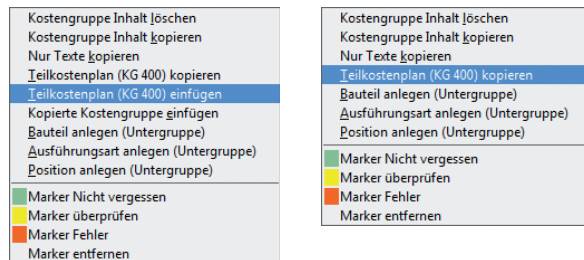 Kostengruppe Inhalt löschen
Kostengruppe Inhalt kopieren
Nur Texte kopieren
Teilkostenplan (KG 400) kopieren
Teilkostenplan (KG 400) einfügen
Kopierte Kostengruppe einfügen
Bauteil anlegen (Untergruppe)
Ausführungsart anlegen (Untergruppe)
Position anlegen (Untergruppe)
Marker Nicht vergessen
Marker überprüfen
Marker Fehler
Marker entfernen
Kostengruppe Inhalt löschen
Kostengruppe Inhalt kopieren
Nur Texte kopieren
Teilkostenplan (KG 400) kopieren
Bauteil anlegen (Untergruppe)
Ausführungsart anlegen (Untergruppe)
Position anlegen (Untergruppe)
Marker Nicht vergessen
Marker überprüfen
Marker Fehler
Marker entfernen